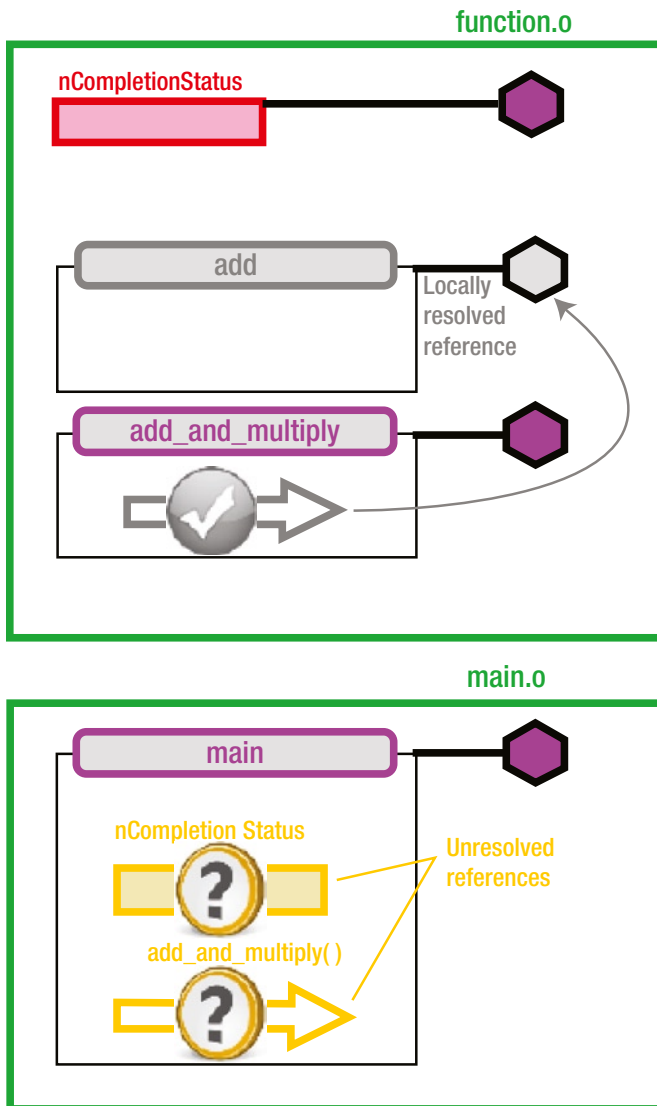 function.o
nCompletionStatus
add
Locally
resolved
reference
add_and_multiply
main.o
main
nCompletion Status
Unresolved
references
?
add_and_multiply( )
?